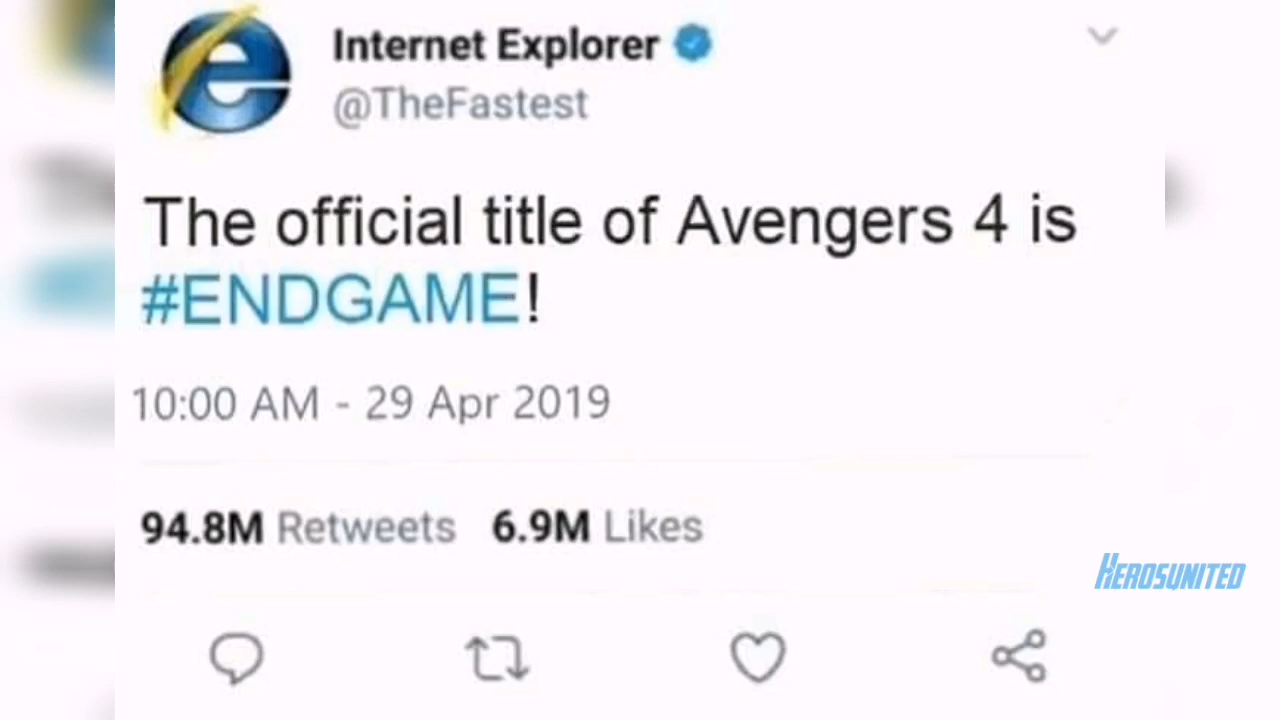 Internet Explorer
@TheFastest
The official title of Avengers 4 is
#ENDGAME!
10:00 AM - 29 Apr 2019
94.8M Retweets 6.9M Likes
HEROSUNITED